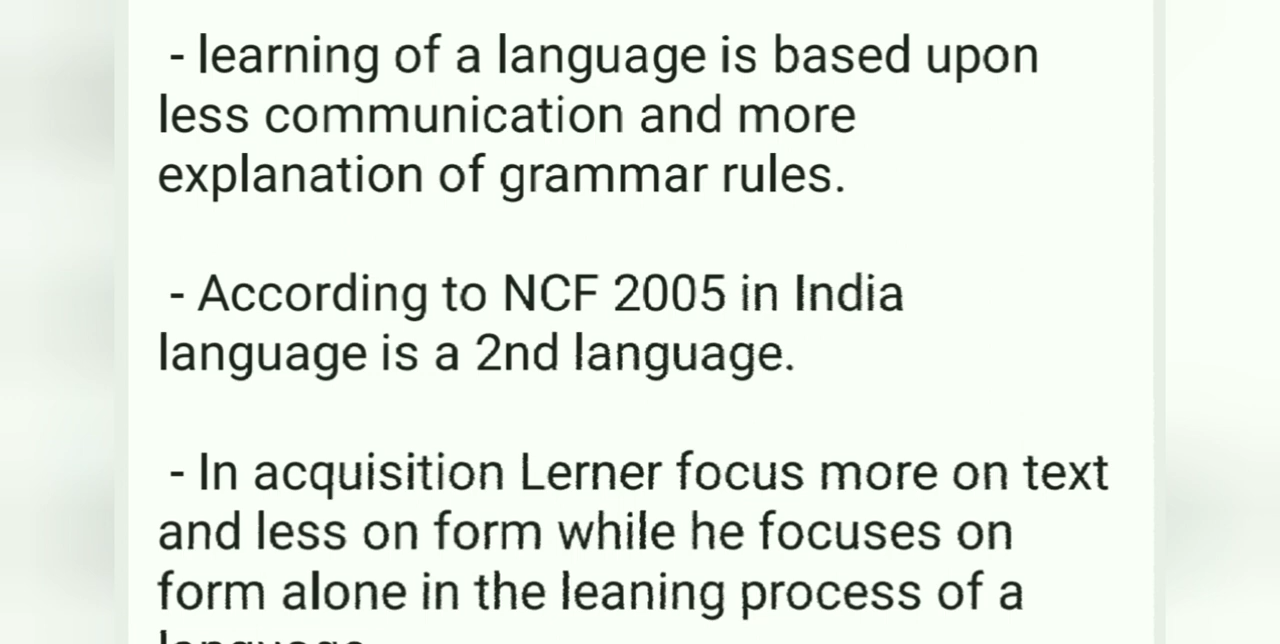 - learning of a language is based upon
less communication and more
explanation of grammar rules.
- According to NCF 2005 in India
language is a 2nd language.
- In acquisition Lerner focus more on text
and less on form while he focuses on
form alone in the leaning process of a
language